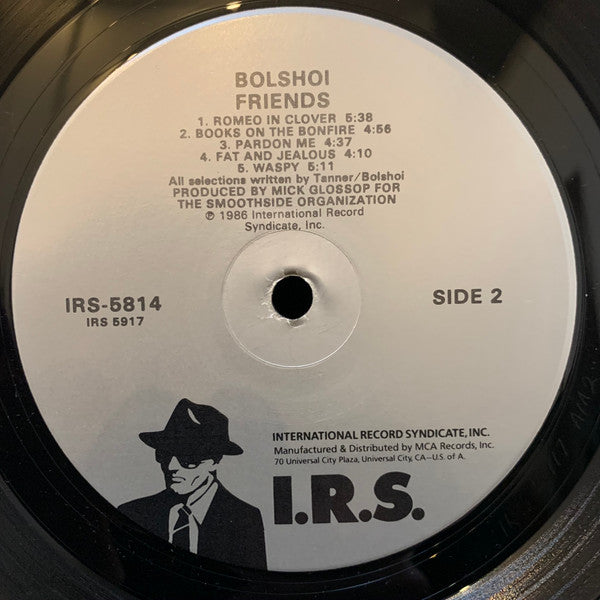 BOLSHOI
FRIENDS
1. ROMEO IN CLOVER 5:38
2. BOOKS ON THE BONFIRE 4:56
3. PARDON ME 4:37
4. FAT AND JEALOUS 4:10
5. WASPY 5:11
All selections written by Tanner/Bolshoi
PRODUCED BY MICK GLOSSOP FOR
THE SMOOTHSIDE ORGANIZATION
℗ 1986 International Record
Syndicate, Inc.
IRS-5814
IRS 5917
SIDE 2
INTERNATIONAL RECORD SYNDICATE, INC.
Manufactured & Distributed by MCA Records, Inc.
70 Universal City Plaza, Universal City, CA–U.S. of A.
I.R.S.